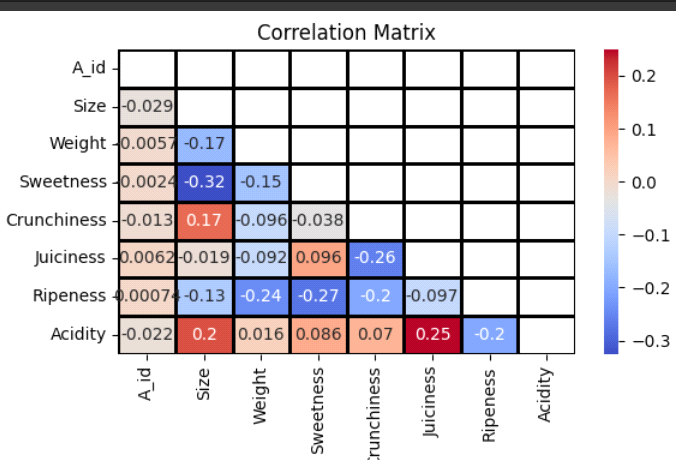 Correlation Matrix
A_id
Size -0.029
Weight 0.0057 -0.17
Sweetness 0.0024 -0.32 -0.15
Crunchiness -0.013 0.17 -0.096 -0.038
Juiciness 0.0062 -0.019 -0.092 0.096 -0.26
Ripeness 0.00074 -0.13 -0.24 -0.27 -0.2 -0.097
Acidity -0.022 0.2 0.016 0.086 0.07 0.25 -0.2
A_id
Size
Weight
Sweetness
runchiness
Juiciness
Ripeness
Acidity
0.2
0.1
0.0
−0.1
−0.2
−0.3